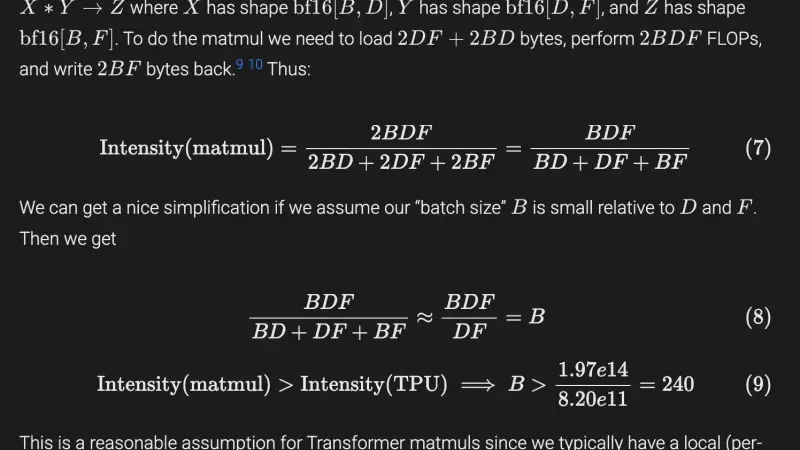 X ∗ Y → Z where X has shape bf16[B, D], Y has shape bf16[D, F], and Z has shape
bf16[B, F]. To do the matmul we need to load 2DF + 2BD bytes, perform 2BDF FLOPs,
and write 2BF bytes back.9 10 Thus:
Intensity(matmul) = 2BDF / (2BD + 2DF + 2BF) = BDF / (BD + DF + BF) (7)
We can get a nice simplification if we assume our “batch size” B is small relative to D and F.
Then we get
BDF / (BD + DF + BF) ≈ BDF / DF = B (8)
Intensity(matmul) > Intensity(TPU) ⟹ B > 1.97e14 / 8.20e11 = 240 (9)
This is a reasonable assumption for Transformer matmuls since we typically have a local (per-